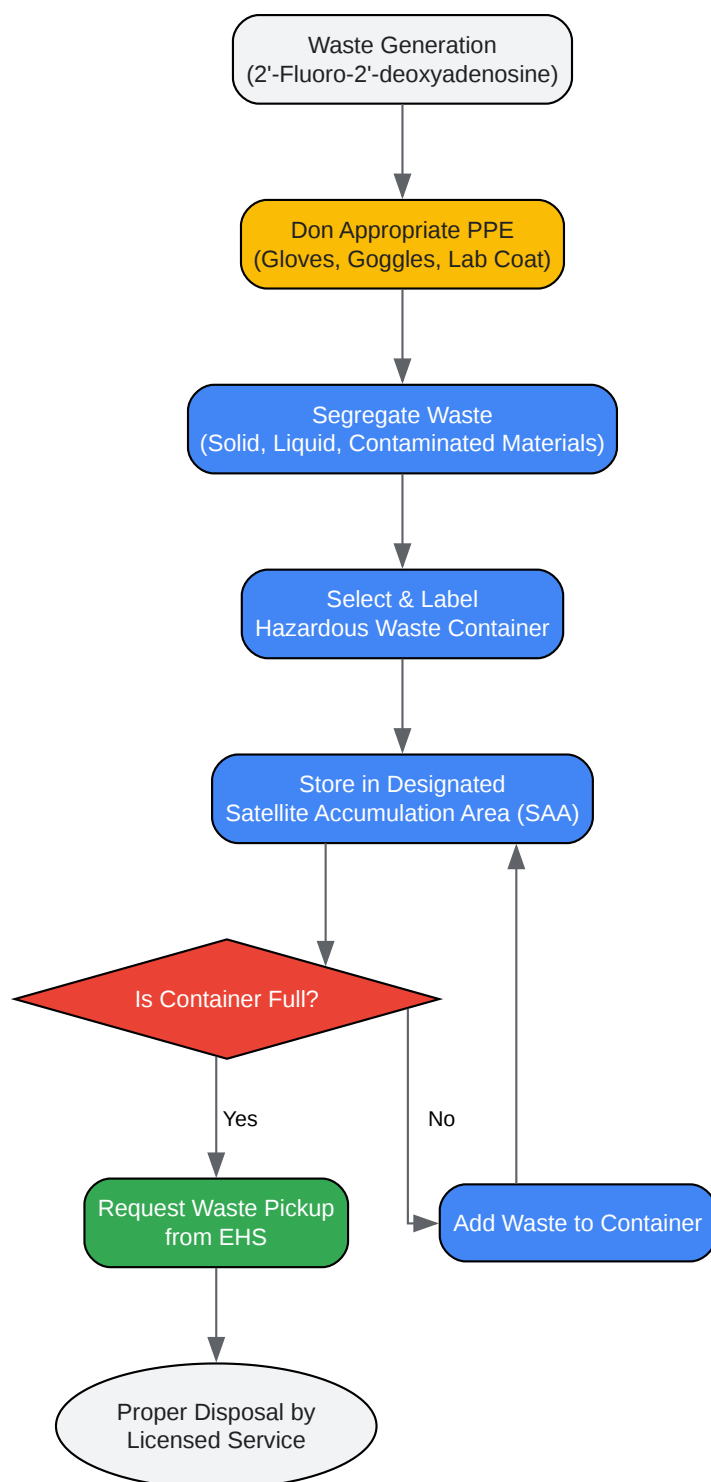 Waste Generation
(2'-Fluoro-2'-deoxyadenosine)
Don Appropriate PPE
(Gloves, Goggles, Lab Coat)
Segregate Waste
(Solid, Liquid, Contaminated Materials)
Select & Label
Hazardous Waste Container
Store in Designated
Satellite Accumulation Area (SAA)
Is Container Full?
Yes
No
Request Waste Pickup
from EHS
Add Waste to Container
Proper Disposal by
Licensed Service